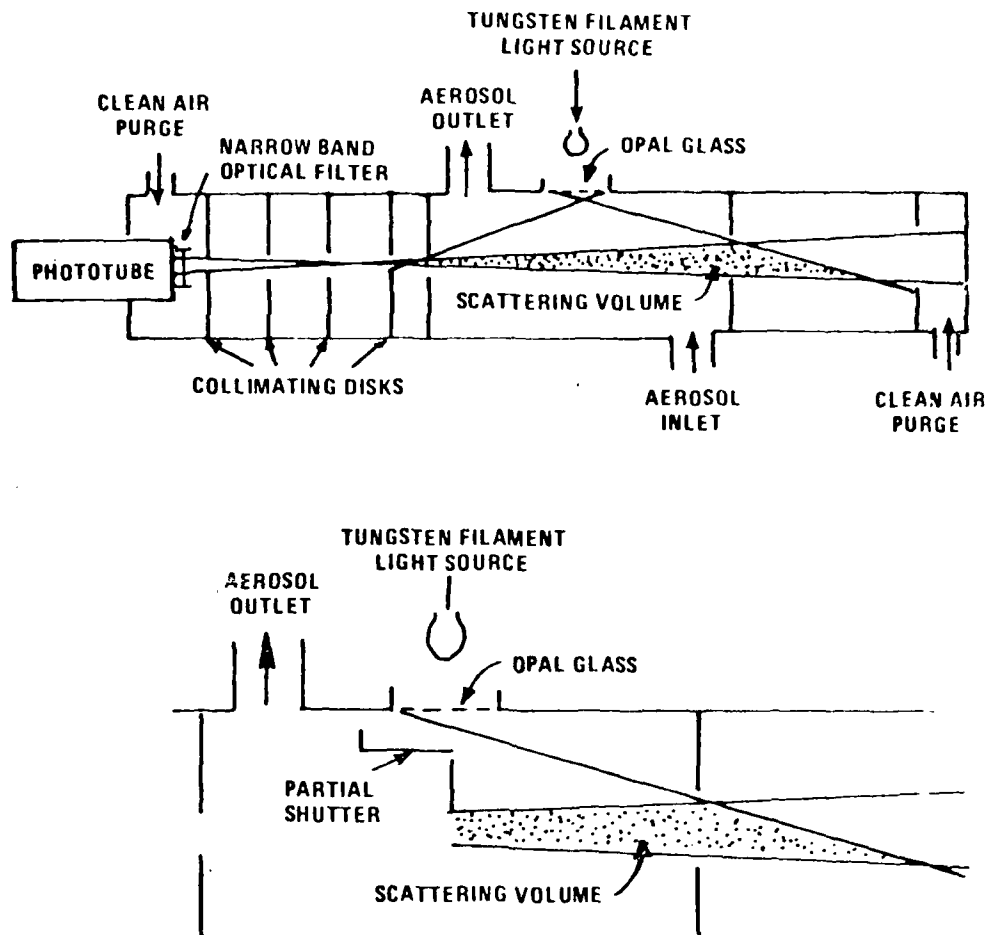 TUNGSTEN FILAMENT
LIGHT SOURCE
CLEAN AIR
PURGE
AEROSOL
OUTLET
NARROW BAND
OPTICAL FILTER
OPAL GLASS
PHOTOTUBE
SCATTERING VOLUME
COLLIMATING DISKS
AEROSOL
INLET
CLEAN AIR
PURGE
TUNGSTEN FILAMENT
LIGHT SOURCE
AEROSOL
OUTLET
OPAL GLASS
PARTIAL
SHUTTER
SCATTERING VOLUME